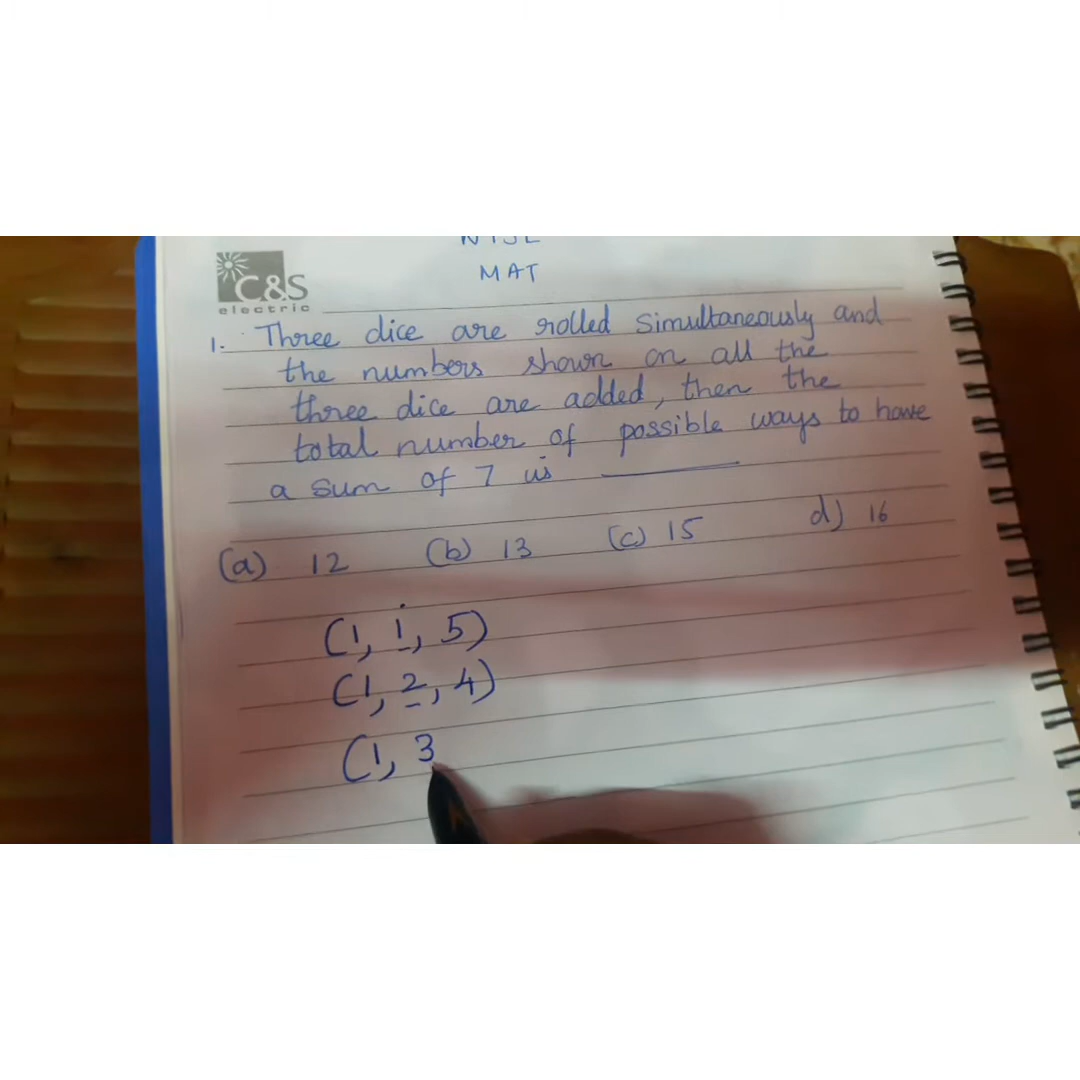 MAT
C&S
electric
1. Three dice are rolled simultaneously and
the numbers shown on all the
three dice are added, then the
total number of possible ways to have
a sum of 7 is ______
(a) 12 (b) 13 (c) 15 d) 16
(1, 1, 5)
(1, 2, 4)
(1, 3